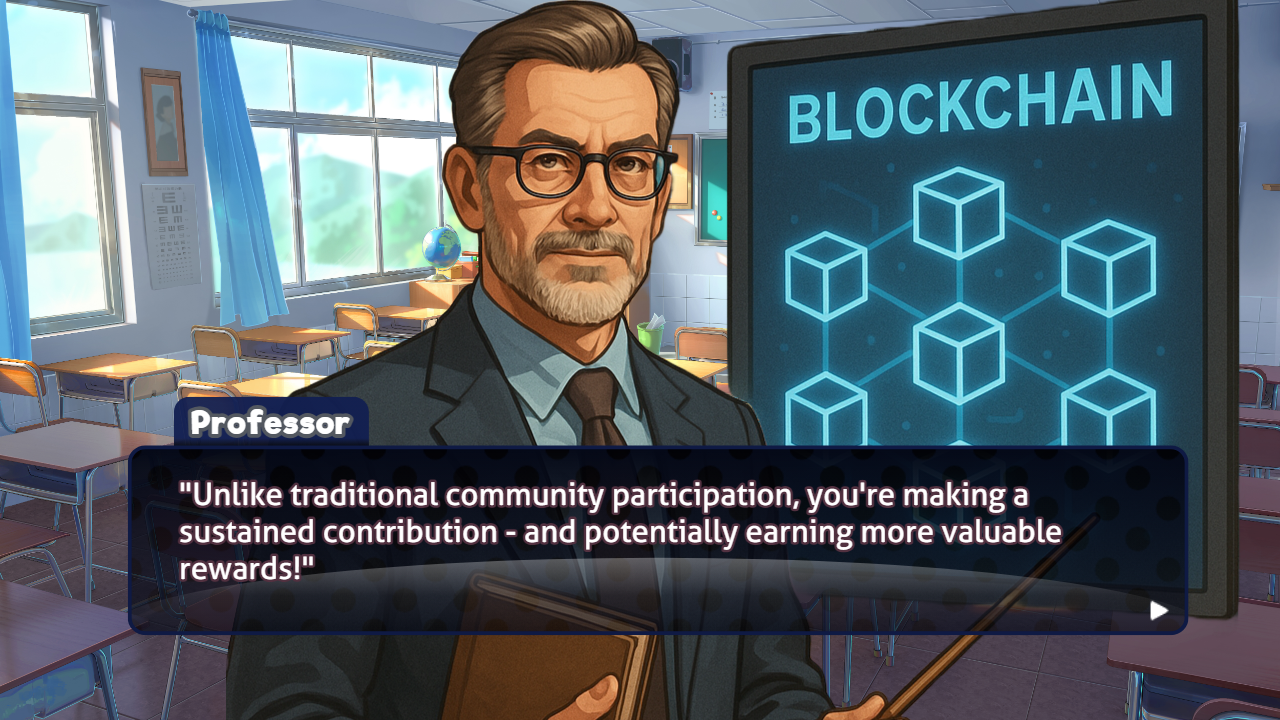 BLOCKCHAIN
Professor
"Unlike traditional community participation, you're making a
sustained contribution - and potentially earning more valuable
rewards!"